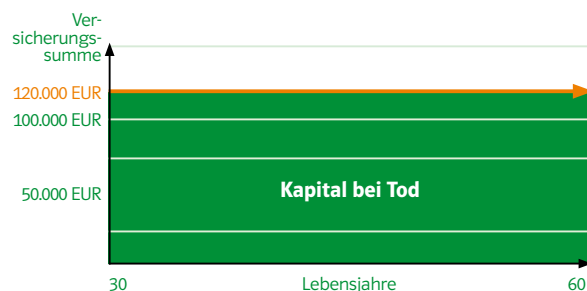 Ver-
sicherungs-
summe
120.000 EUR
100.000 EUR
50.000 EUR
Kapital bei Tod
30
Lebensjahre
60